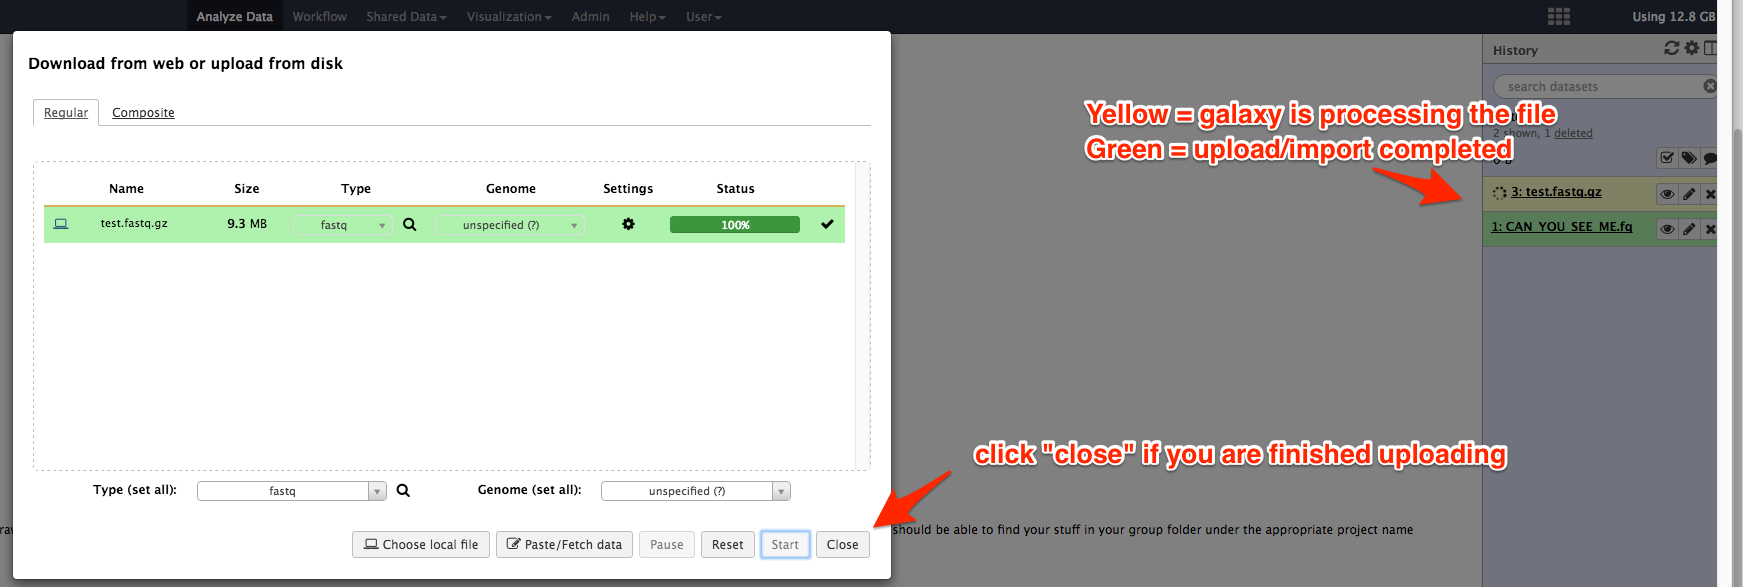 Analyze Data Workflow Shared Data Visualization Admin Help User Using 12.8 GB
Download from web or upload from disk
Regular Composite
Name Size Type Genome Settings Status
test.fastq.gz 9.3 MB fastq unspecified (?) 100%
Type (set all): fastq Genome (set all): unspecified (?)
Choose local file Paste/Fetch data Pause Reset Start Close
History
search datasets
Yellow = galaxy is processing the file
2 shown, 1 deleted
Green = upload/import completed
3: test.fastq.gz
1: CAN_YOU_SEE_ME.fq
click "close" if you are finished uploading
should be able to find your stuff in your group folder under the appropriate project name